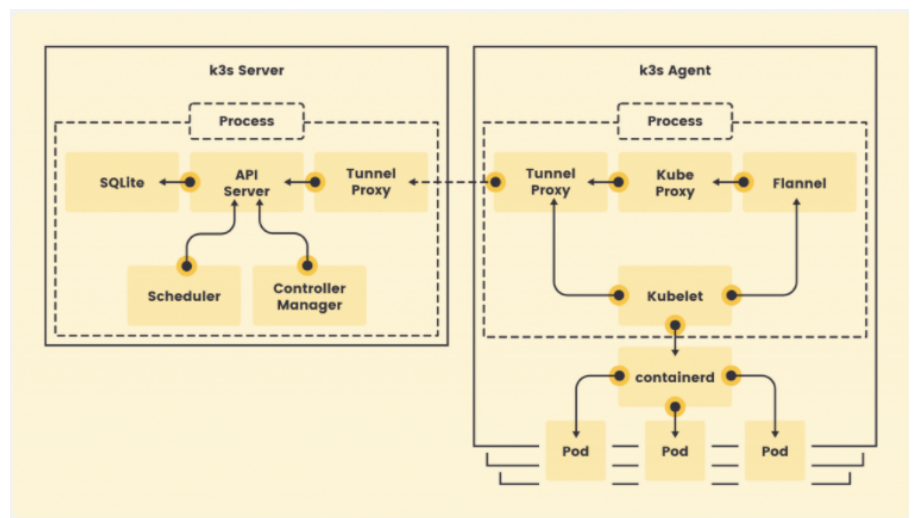 k3s Server
Process
SQLite
API
Server
Tunnel
Proxy
Scheduler
Controller
Manager
k3s Agent
Process
Tunnel
Proxy
Kube
Proxy
Flannel
Kubelet
containerd
Pod
Pod
Pod